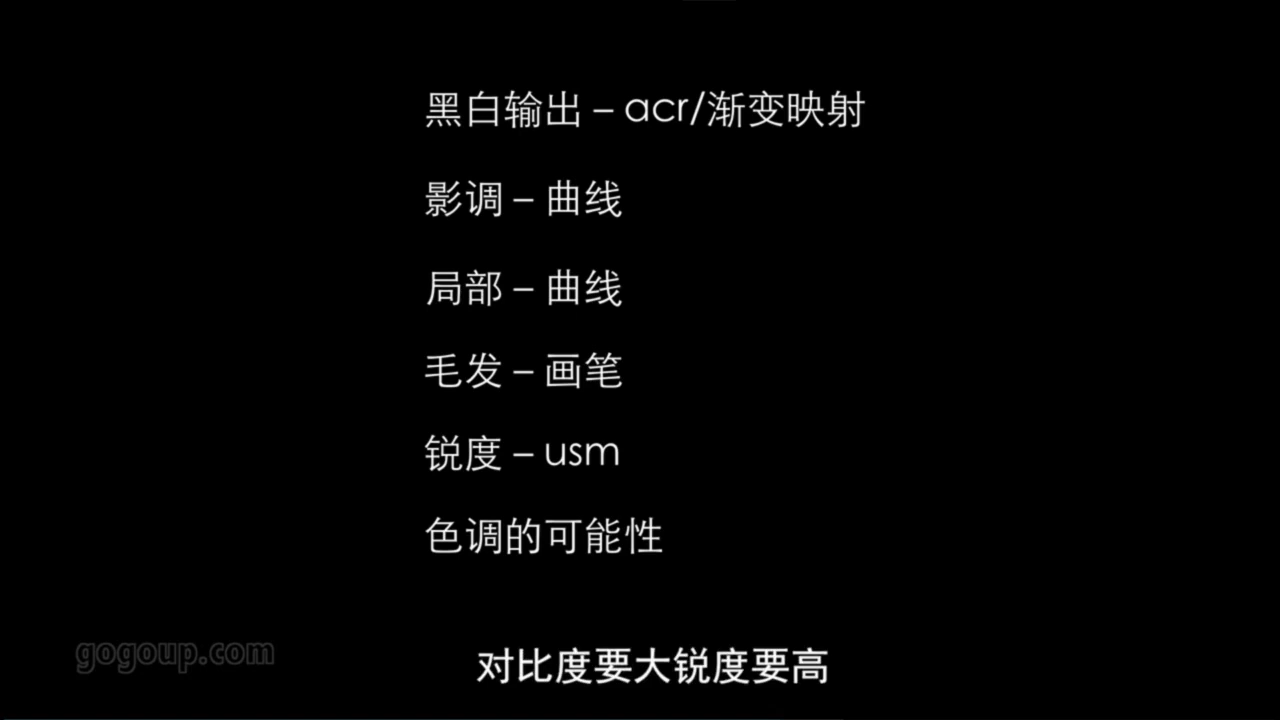 黑白输出 – acr/渐变映射
影调 – 曲线
局部 – 曲线
毛发 – 画笔
锐度 – usm
色调的可能性
gogoup.com
对比度要大锐度要高